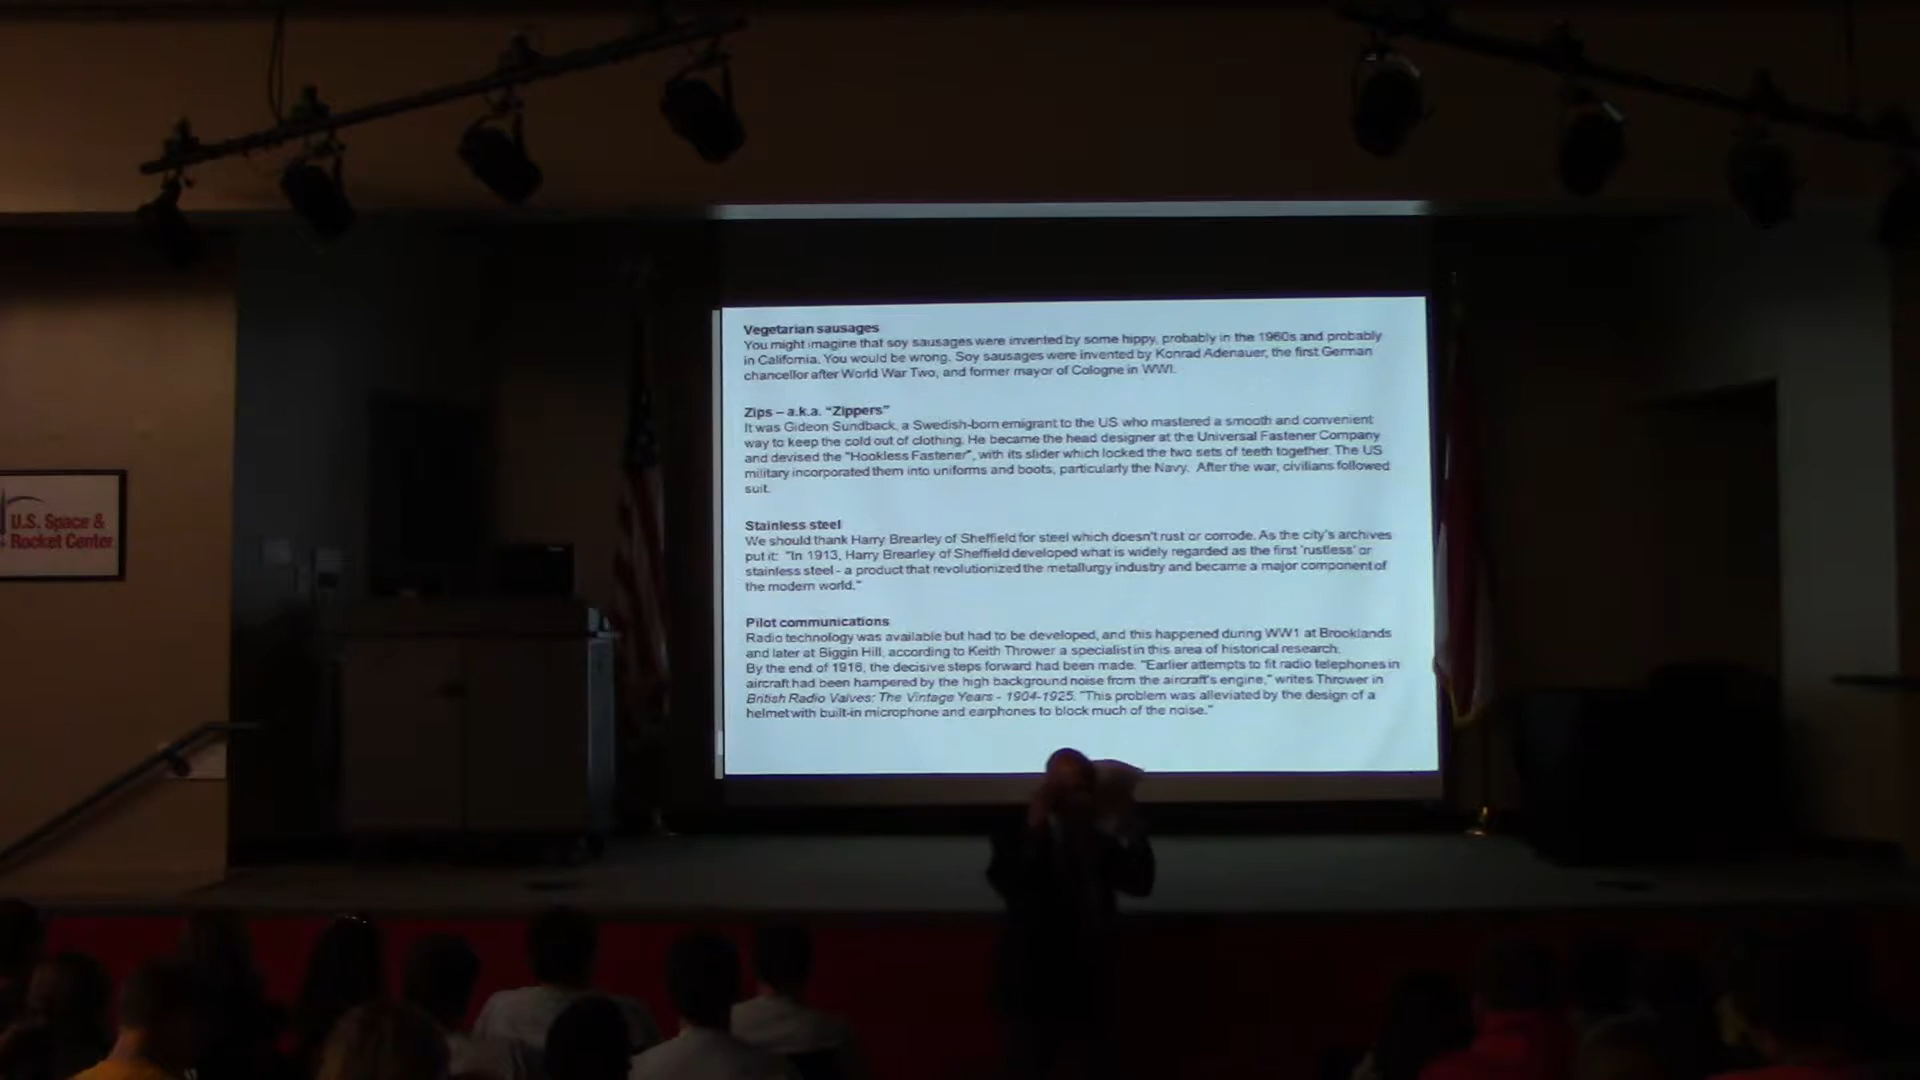 U.S. Space &
Rocket Center
Vegetarian sausages
You might imagine that soy sausages were invented by some hippy, probably in the 1960s and probably
in California. You would be wrong. Soy sausages were invented by Konrad Adenauer, the first German
chancellor after World War Two, and former mayor of Cologne in WWI.
Zips – a.k.a. “Zippers”
It was Gideon Sundback, a Swedish-born emigrant to the US who mastered a smooth and convenient
way to keep the cold out of clothing. He became the head designer at the Universal Fastener Company
and devised the "Hookless Fastener", with its slider which locked the two sets of teeth together. The US
military incorporated them into uniforms and boots, particularly the Navy. After the war, civilians followed
suit.
Stainless steel
We should thank Harry Brearley of Sheffield for steel which doesn't rust or corrode. As the city's archives
put it: "In 1913, Harry Brearley of Sheffield developed what is widely regarded as the first 'rustless' or
stainless steel - a product that revolutionized the metallurgy industry and became a major component of
the modern world."
Pilot communications
Radio technology was available but had to be developed, and this happened during WW1 at Brooklands
and later at Biggin Hill, according to Keith Thrower a specialist in this area of historical research.
By the end of 1916, the decisive steps forward had been made. "Earlier attempts to fit radio telephones in
aircraft had been hampered by the high background noise from the aircraft's engine," writes Thrower in
British Radio Valves: The Vintage Years - 1904-1925. "This problem was alleviated by the design of a
helmet with built-in microphone and earphones to block much of the noise."